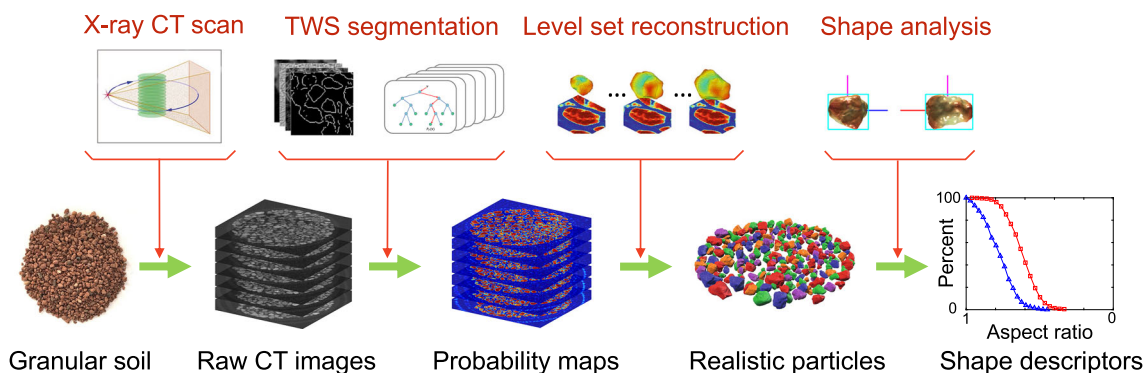 X-ray CT scan
TWS segmentation
Level set reconstruction
Shape analysis
...
...
100
Percent
0
1
0
Aspect ratio
Granular soil
Raw CT images
Probability maps
Realistic particles
Shape descriptors